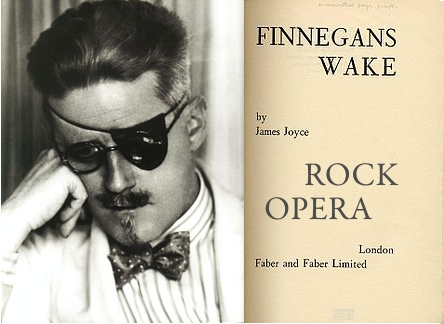 FINNEGANS
WAKE
by
James Joyce
ROCK
OPERA
London
Faber and Faber Limited